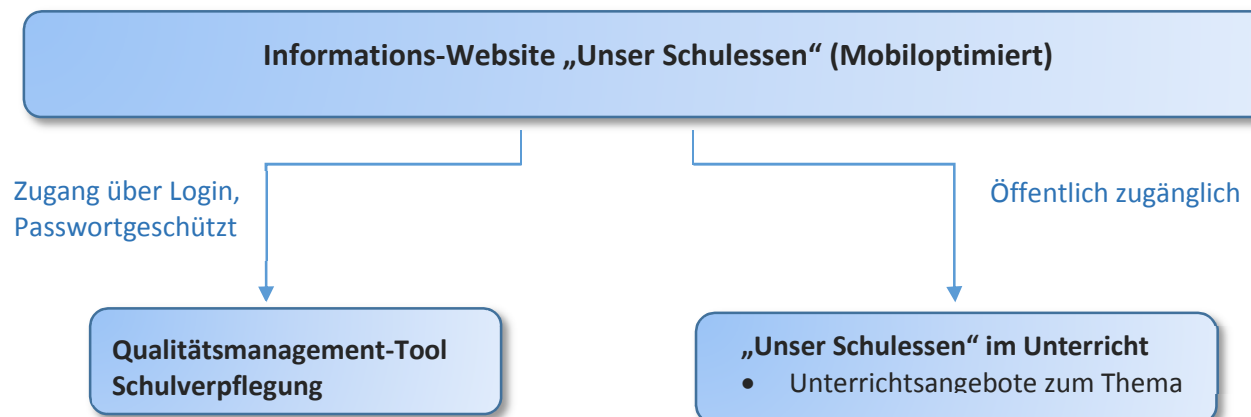 Informations-Website „Unser Schulessen“ (Mobiloptimiert)
Zugang über Login,
Passwortgeschützt
Öffentlich zugänglich
Qualitätsmanagement-Tool
Schulverpflegung
„Unser Schulessen“ im Unterricht
• Unterrichtsangebote zum Thema